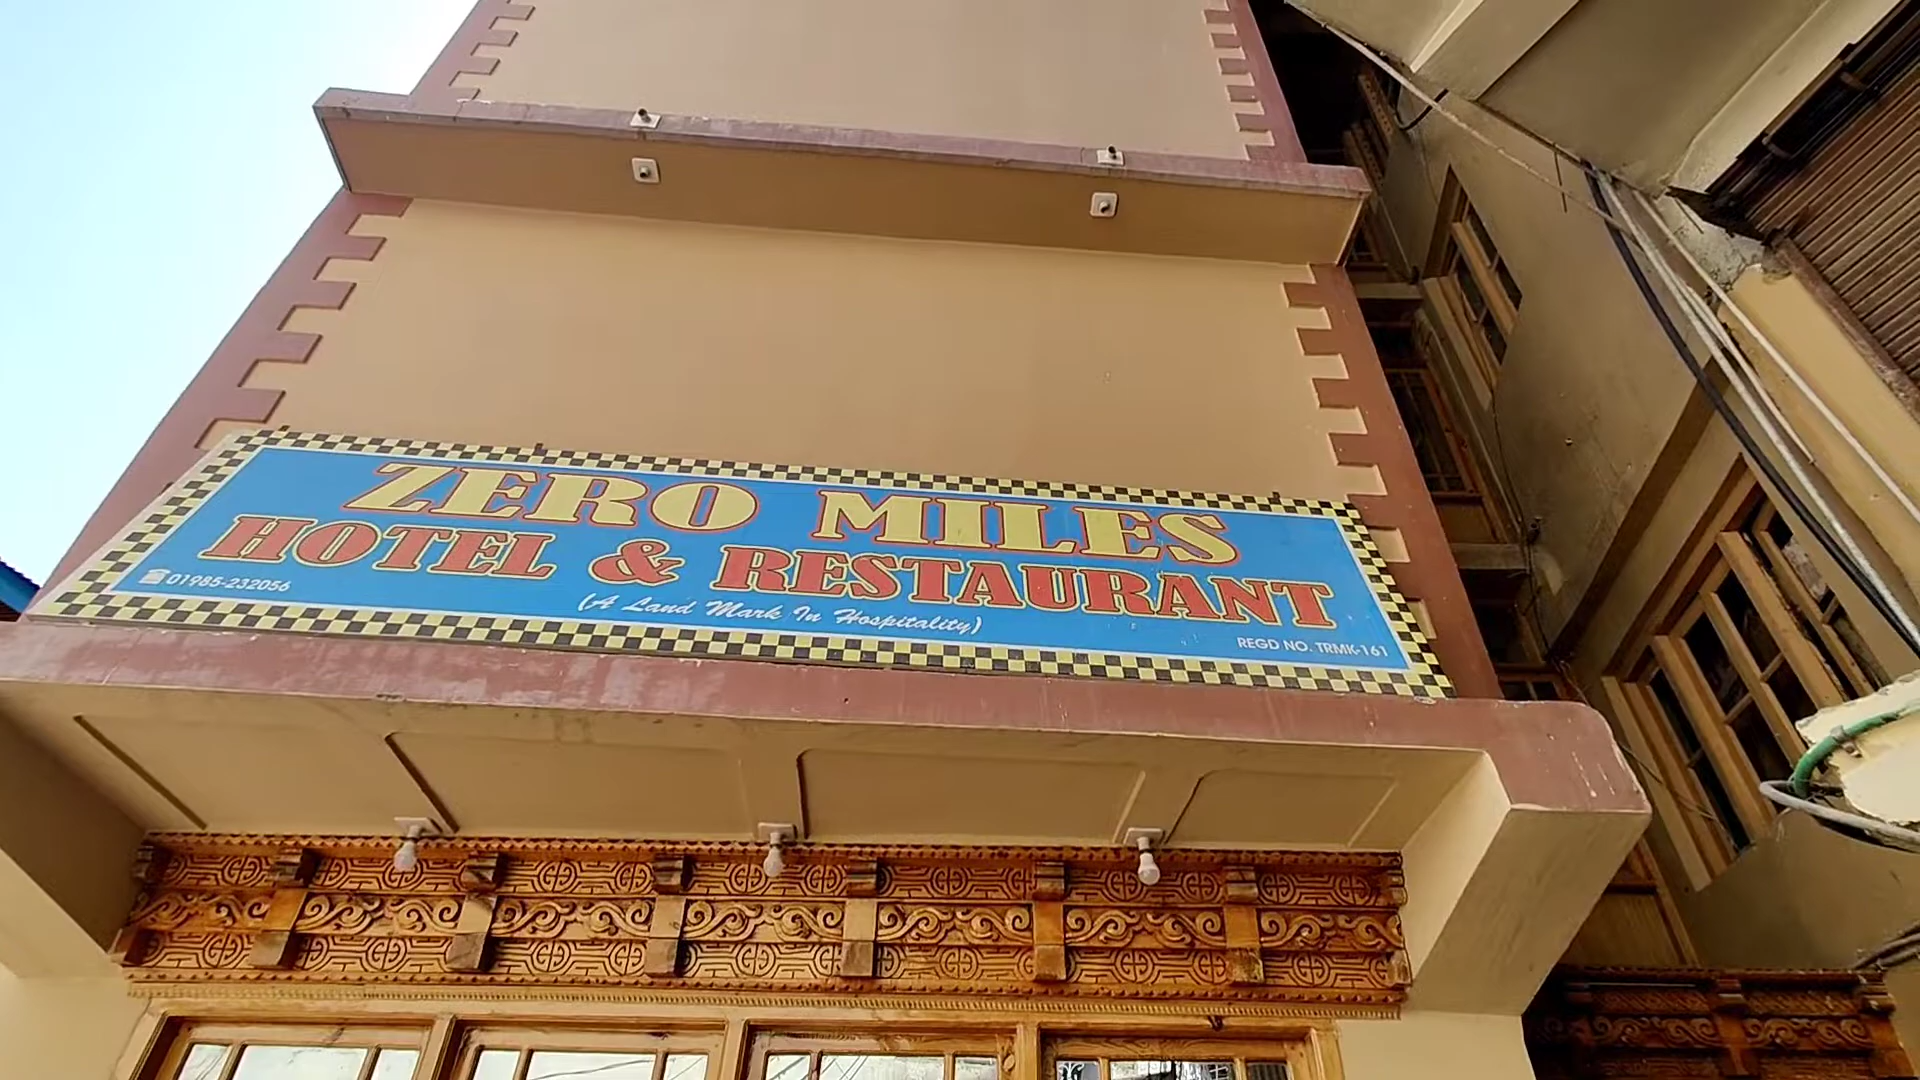 ZERO MILES
HOTEL & RESTAURANT
01985-232056
(A Land Mark In Hospitality)
REGD NO. TRMK-161